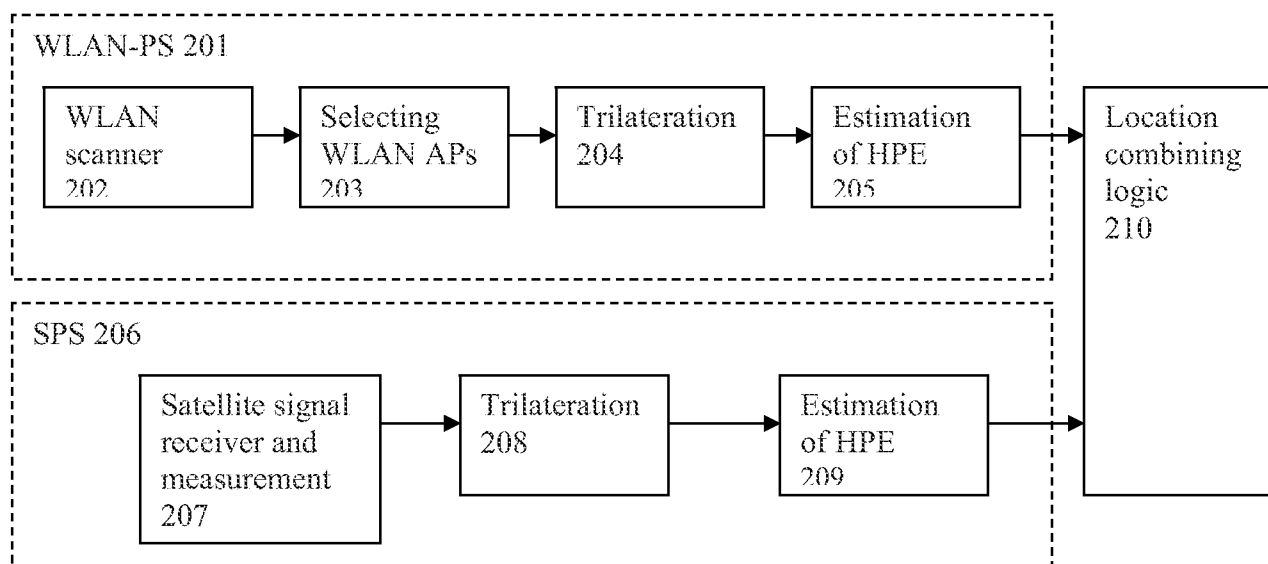 WLAN-PS 201
WLAN
scanner
202
Selecting
WLAN APs
203
Trilateration
204
Estimation
of HPE
205
Location
combining
logic
210
SPS 206
Satellite signal
receiver and
measurement
207
Trilateration
208
Estimation
of HPE
209